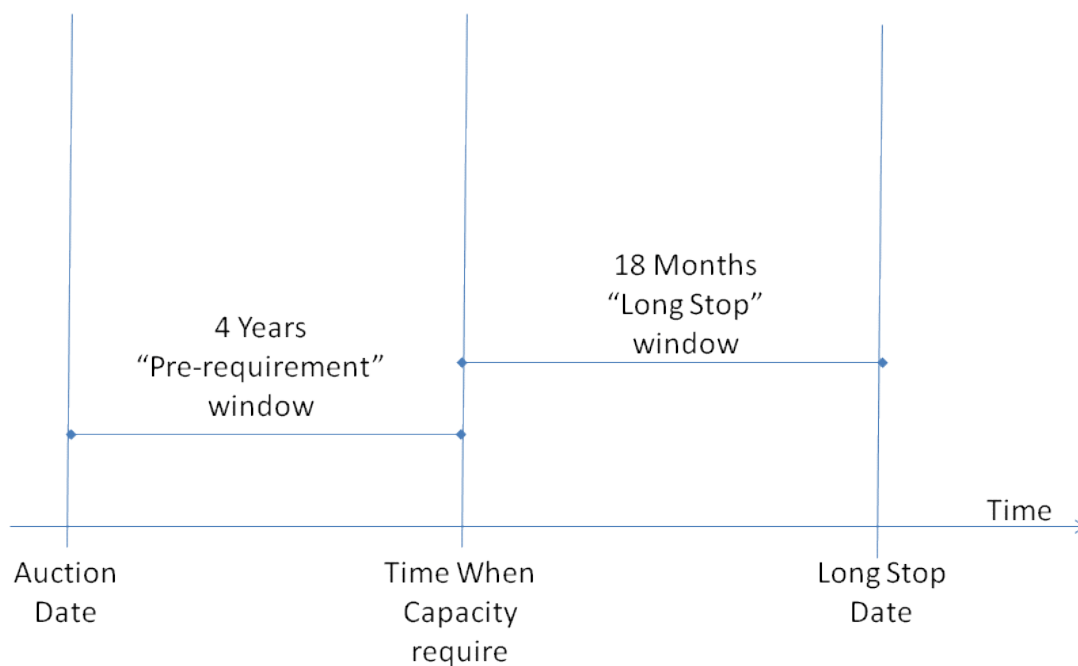 18 Months
“Long Stop”
window
4 Years
“Pre-requirement”
window
Time
Auction
Date
Time When
Capacity
require
Long Stop
Date